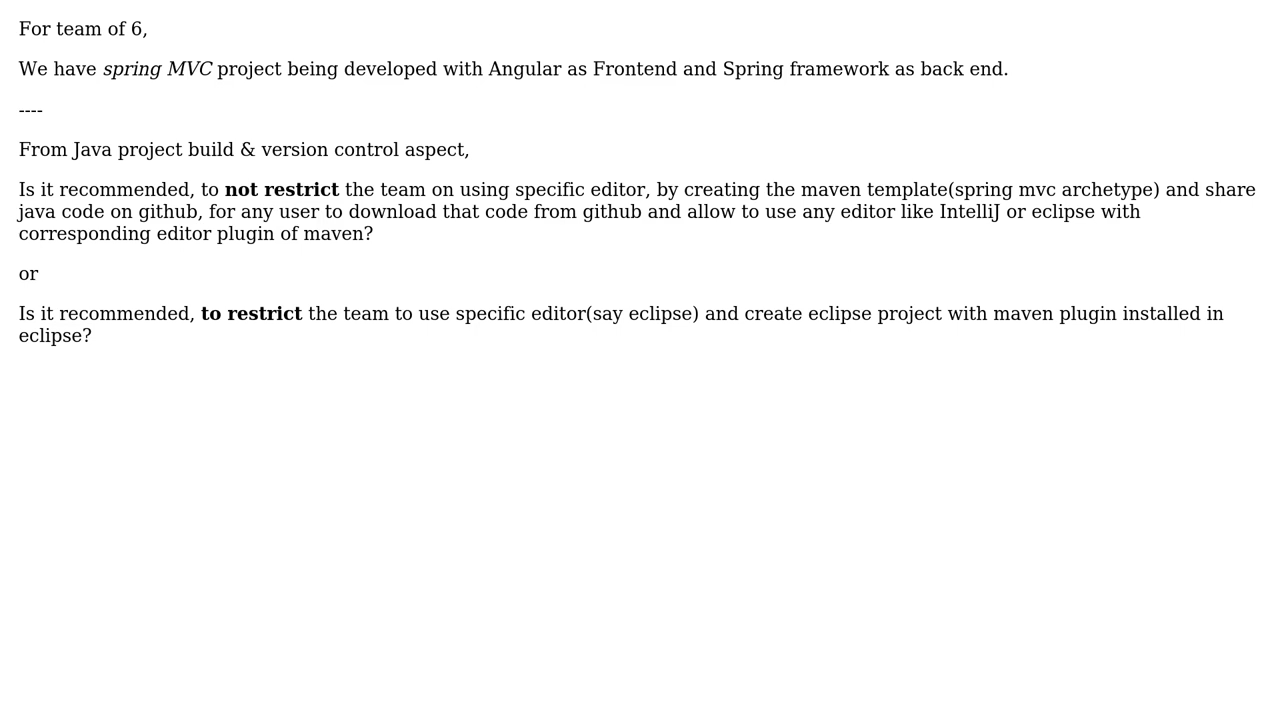 For team of 6,
We have spring MVC project being developed with Angular as Frontend and Spring framework as back end.
----
From Java project build & version control aspect,
Is it recommended, to not restrict the team on using specific editor, by creating the maven template(spring mvc archetype) and share
java code on github, for any user to download that code from github and allow to use any editor like IntelliJ or eclipse with
corresponding editor plugin of maven?
or
Is it recommended, to restrict the team to use specific editor(say eclipse) and create eclipse project with maven plugin installed in
eclipse?